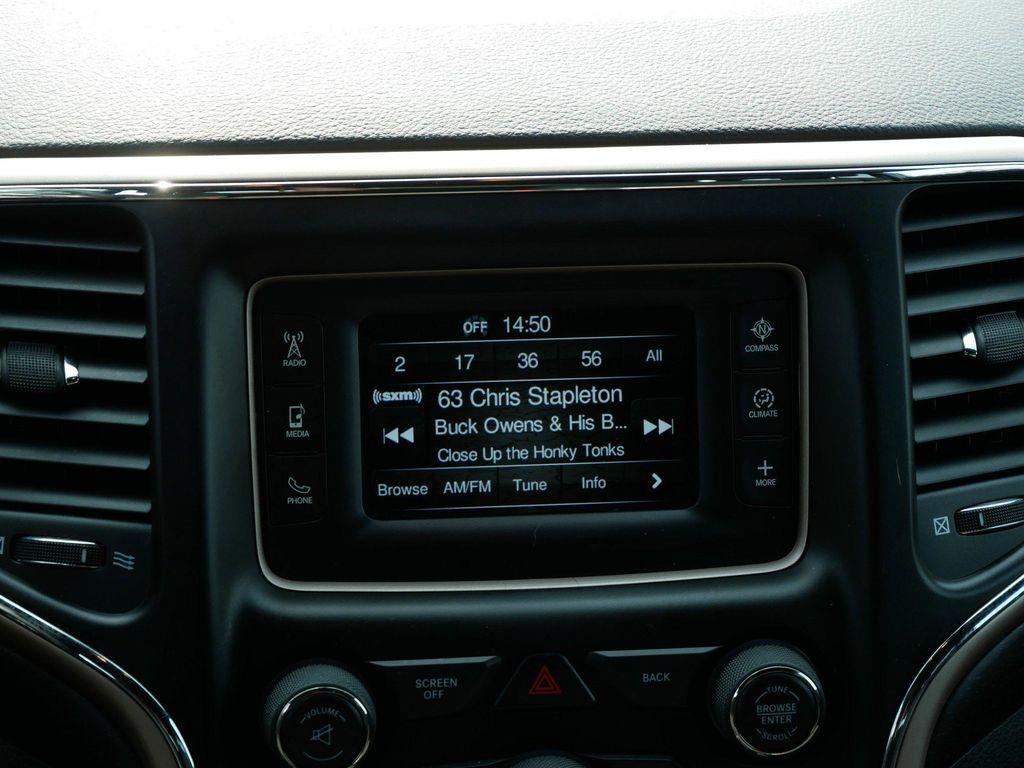 OFF 14:50
2 17 36 56 All
((sxm)) 63 Chris Stapleton
Buck Owens & His B...
Close Up the Honky Tonks
Browse AM/FM Tune Info >
RADIO
MEDIA
PHONE
N
COMPASS
CLIMATE
+
MORE
VOLUME
SCREEN
OFF
BACK
TUNE
BROWSE
ENTER
SCROLL